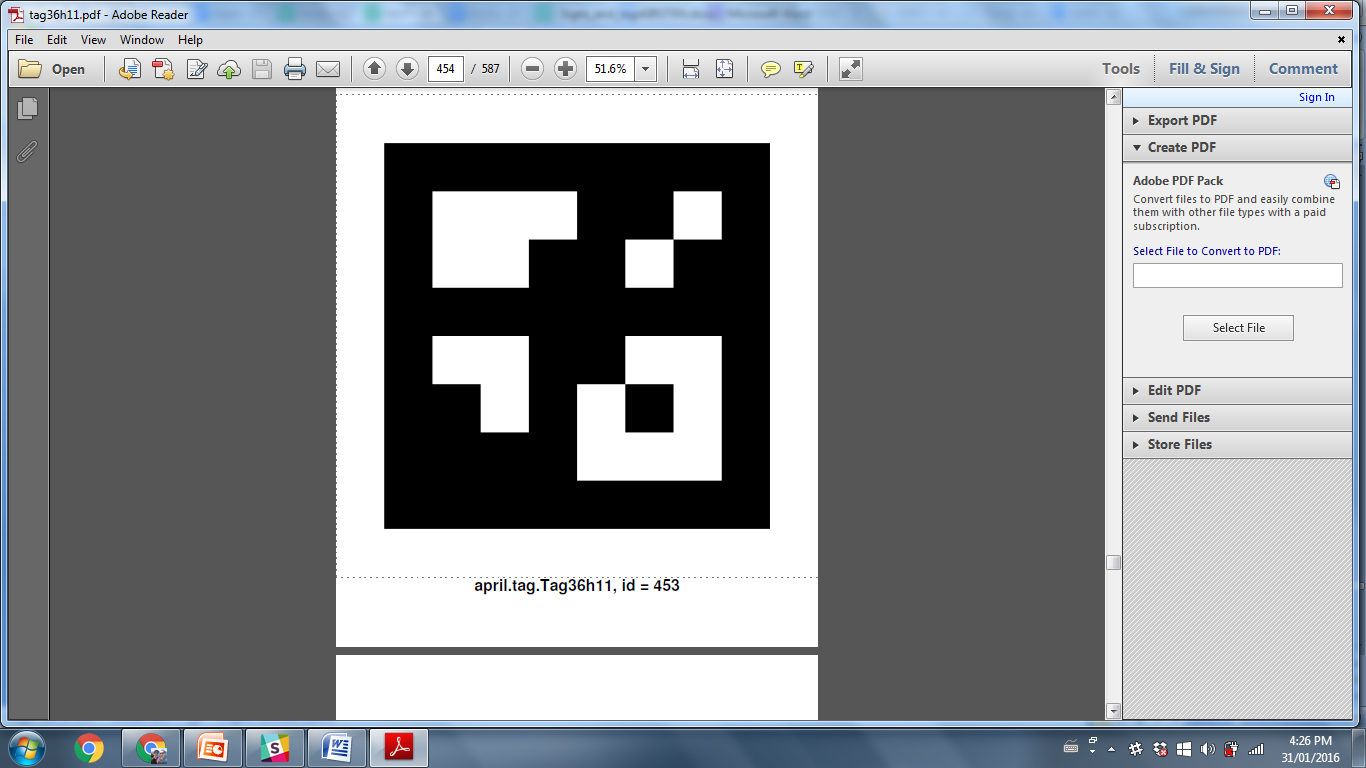 tag36h11.pdf - Adobe Reader
File Edit View Window Help
Open 454 / 587 51.6% Tools Fill & Sign Comment
Sign In
Export PDF
Create PDF
Adobe PDF Pack
Convert files to PDF and easily combine
them with other file types with a paid
subscription.
Select File to Convert to PDF:
Select File
Edit PDF
Send Files
Store Files
april.tag.Tag36h11, id = 453
4:26 PM
31/01/2016